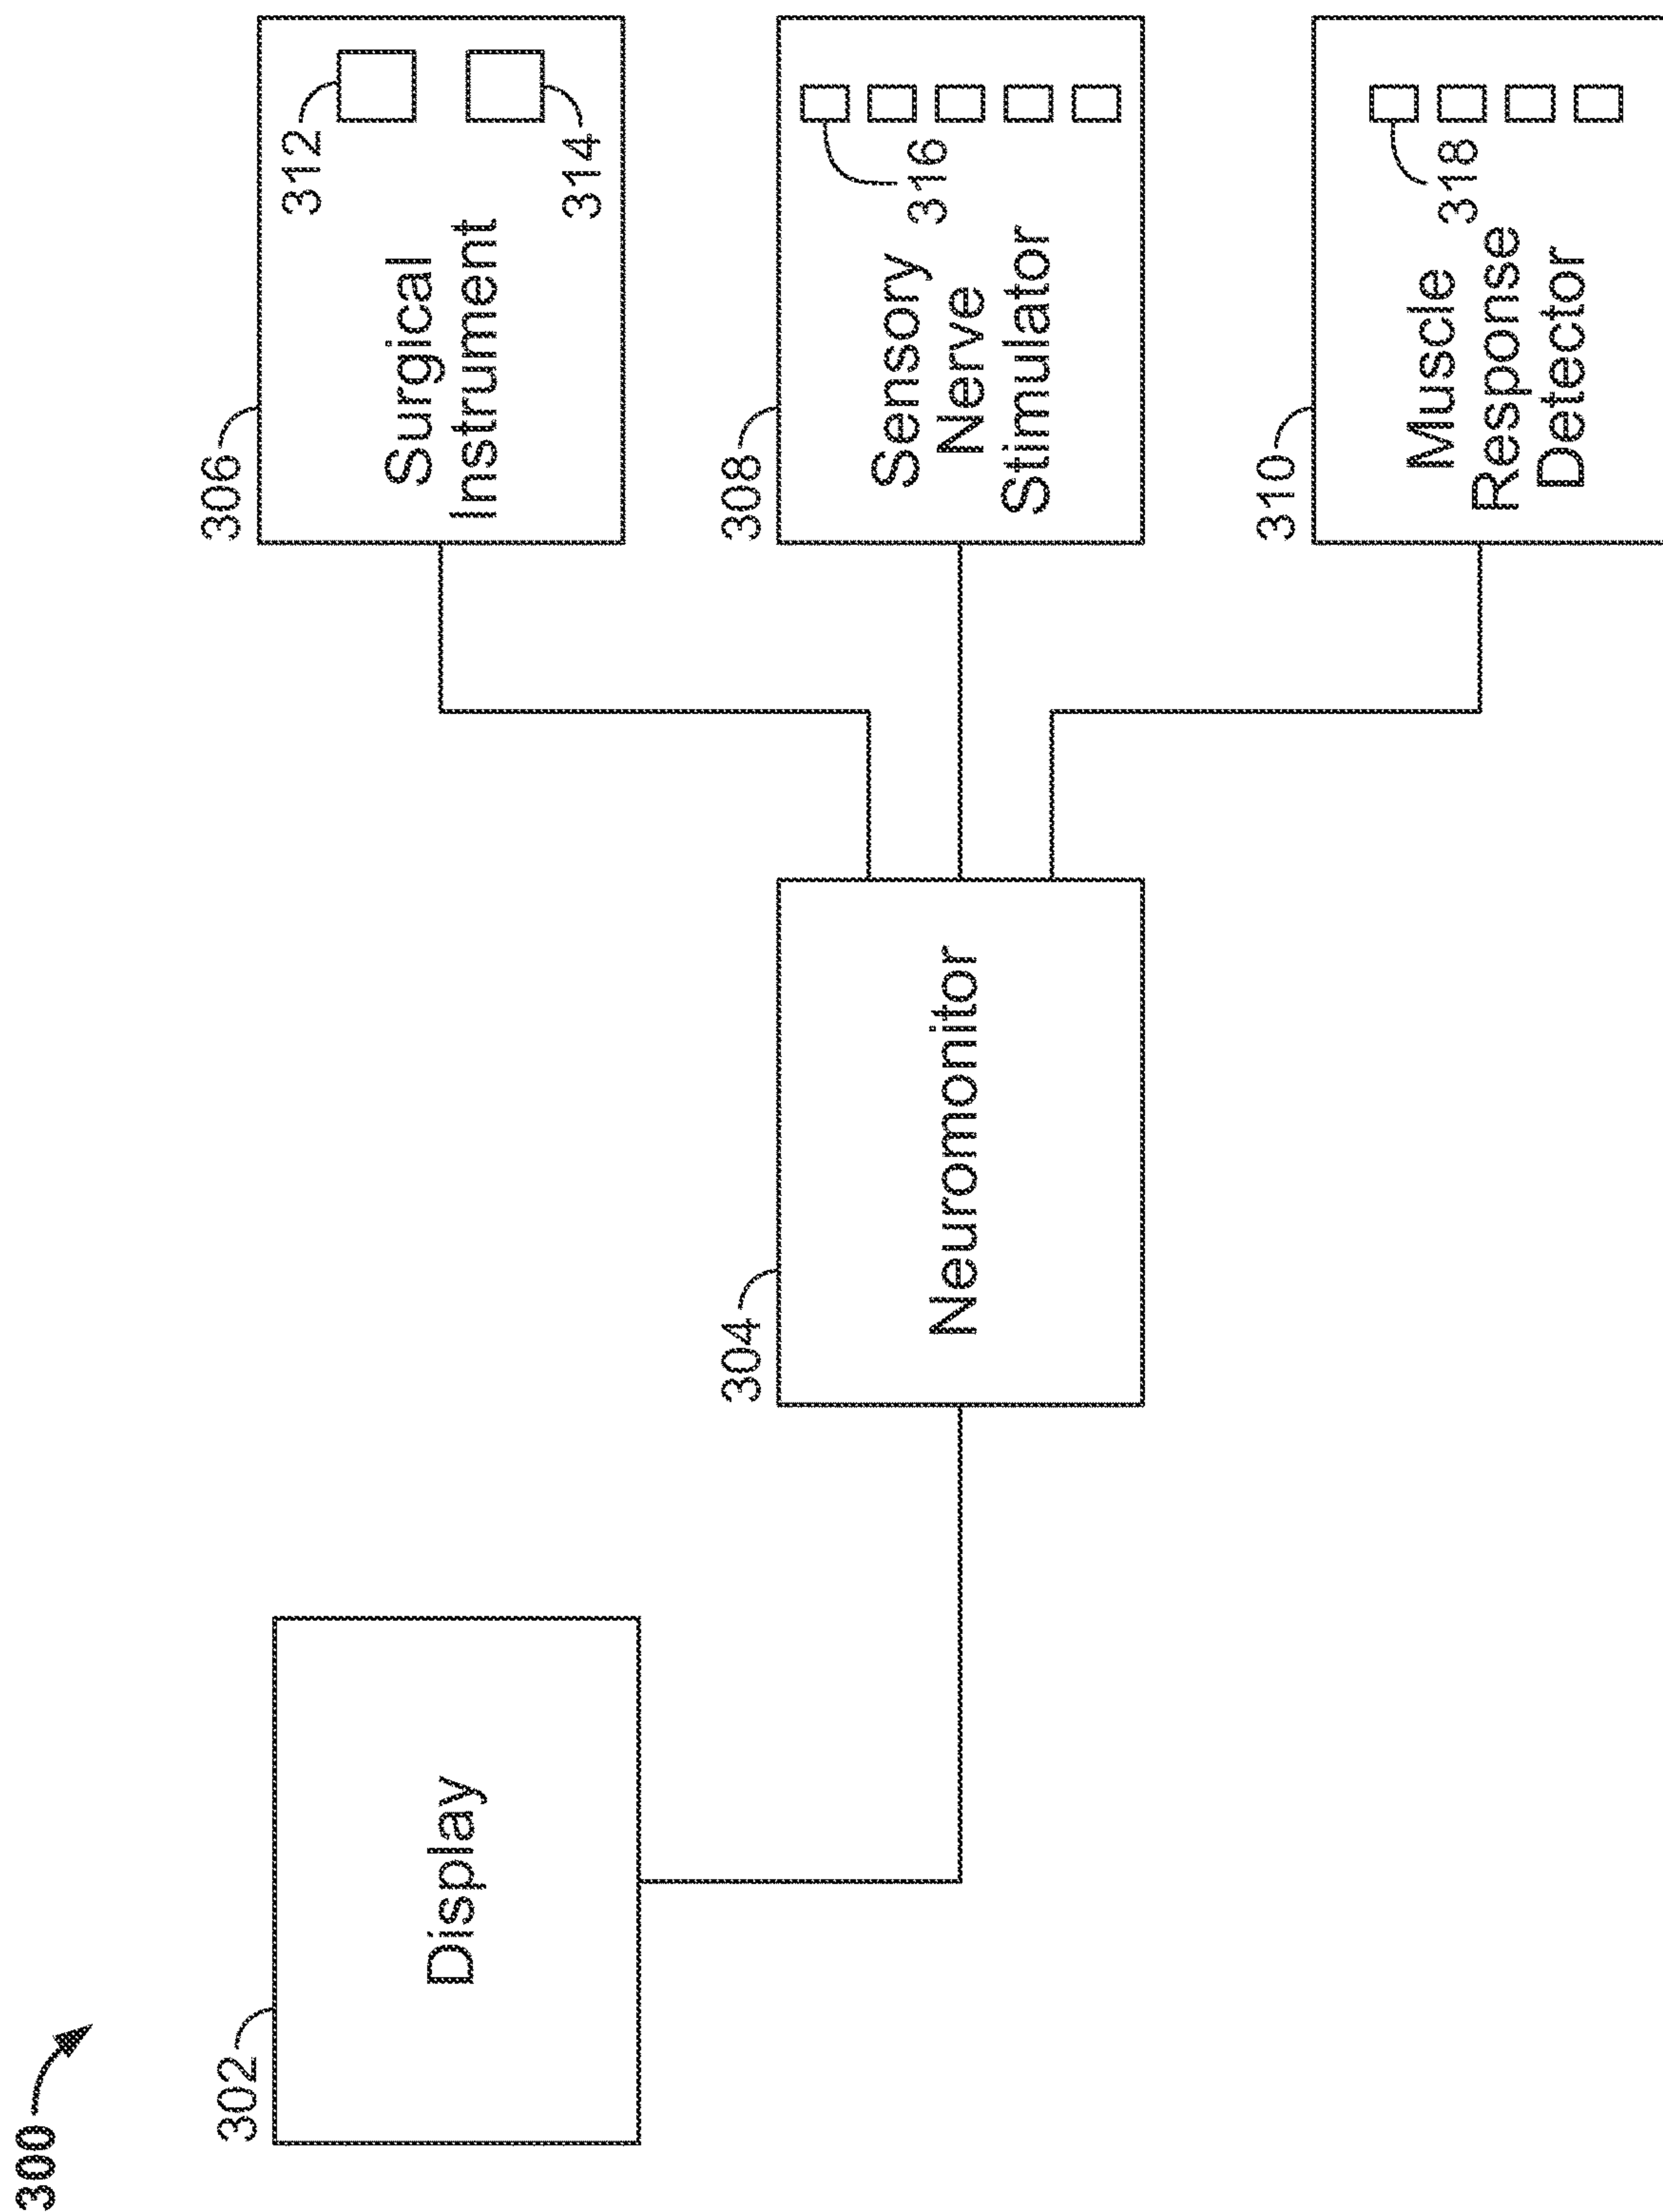 300
302
Display
304
Neuromonitor
306
Surgical
Instrument
312
314
308
Sensory
Nerve
Stimulator
316
310
Muscle
Response
Detector
318